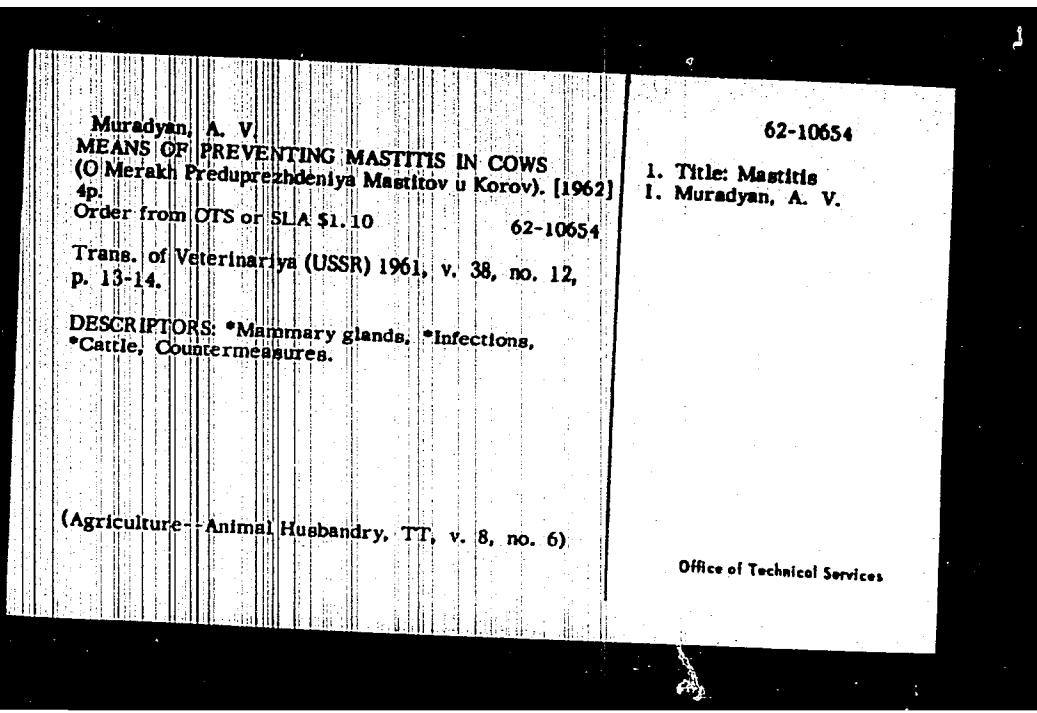 Muradyan, A. V.
MEANS OF PREVENTING MASTITIS IN COWS
(O Merakh Preduprezhdeniya Mastitov u Korov). [1962]
4p.
Order from OTS or SLA $1.10 62-10654
Trans. of Veterinariya (USSR) 1961, v. 38, no. 12,
p. 13-14.
DESCRIPTORS: *Mammary glands, *Infections,
*Cattle, Countermeasures.
(Agriculture--Animal Husbandry, TT, v. 8, no. 6)
62-10654
1. Title: Mastitis
I. Muradyan, A. V.
Office of Technical Services